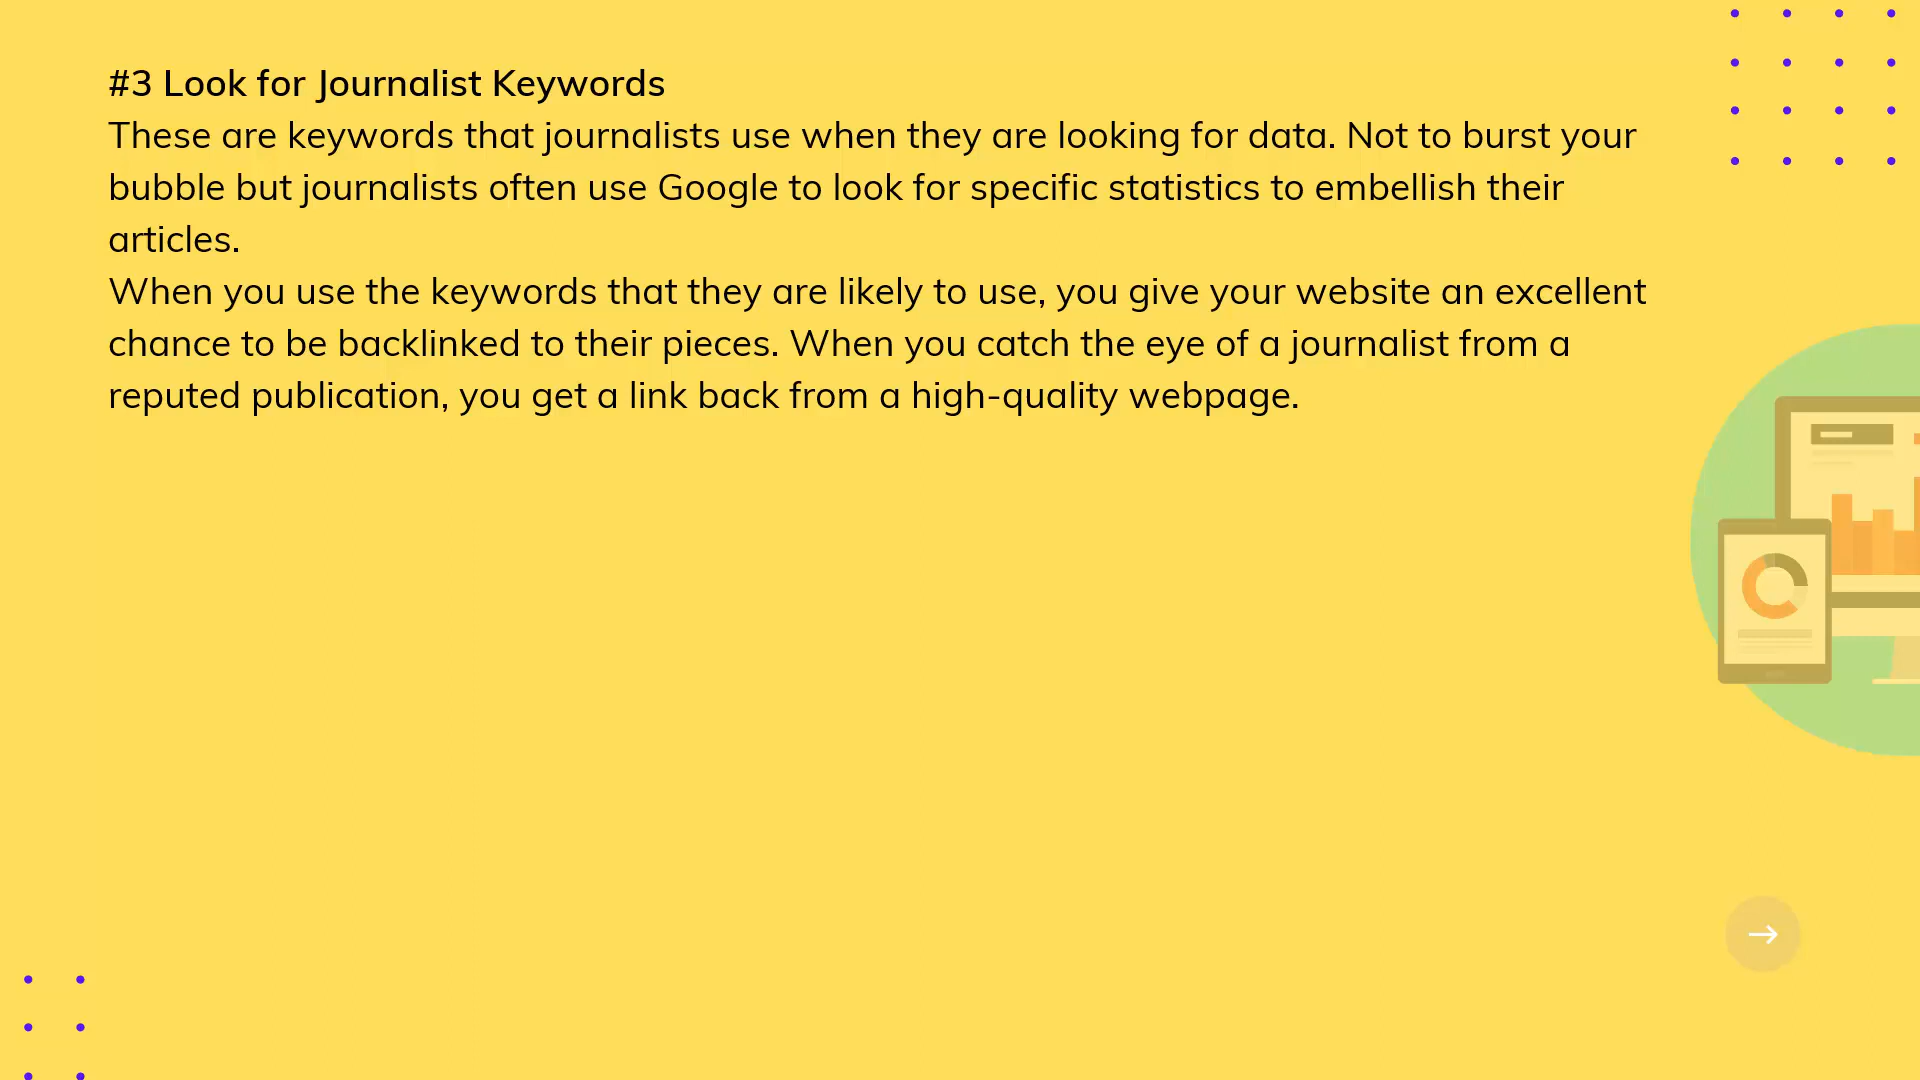 #3 Look for Journalist Keywords
These are keywords that journalists use when they are looking for data. Not to burst your
bubble but journalists often use Google to look for specific statistics to embellish their
articles.
When you use the keywords that they are likely to use, you give your website an excellent
chance to be backlinked to their pieces. When you catch the eye of a journalist from a
reputed publication, you get a link back from a high-quality webpage.